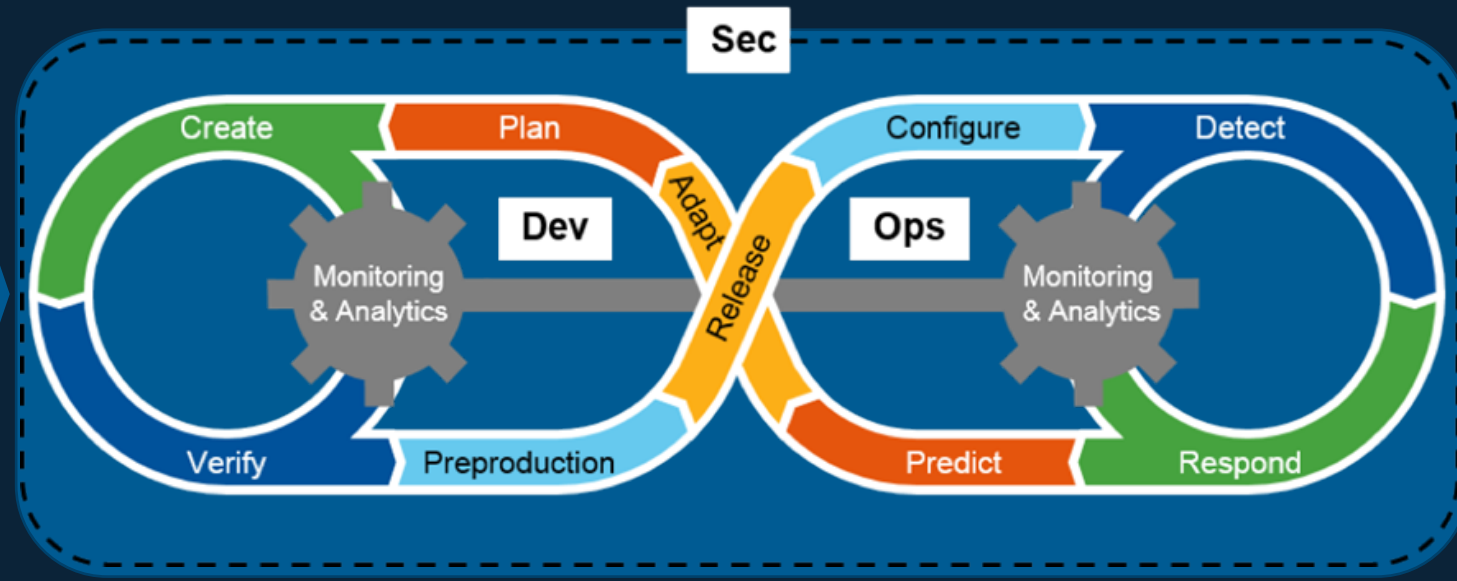 Sec
Create
Plan
Configure
Detect
Adapt
Dev
Ops
Release
Monitoring
& Analytics
Monitoring
& Analytics
Verify
Preproduction
Predict
Respond